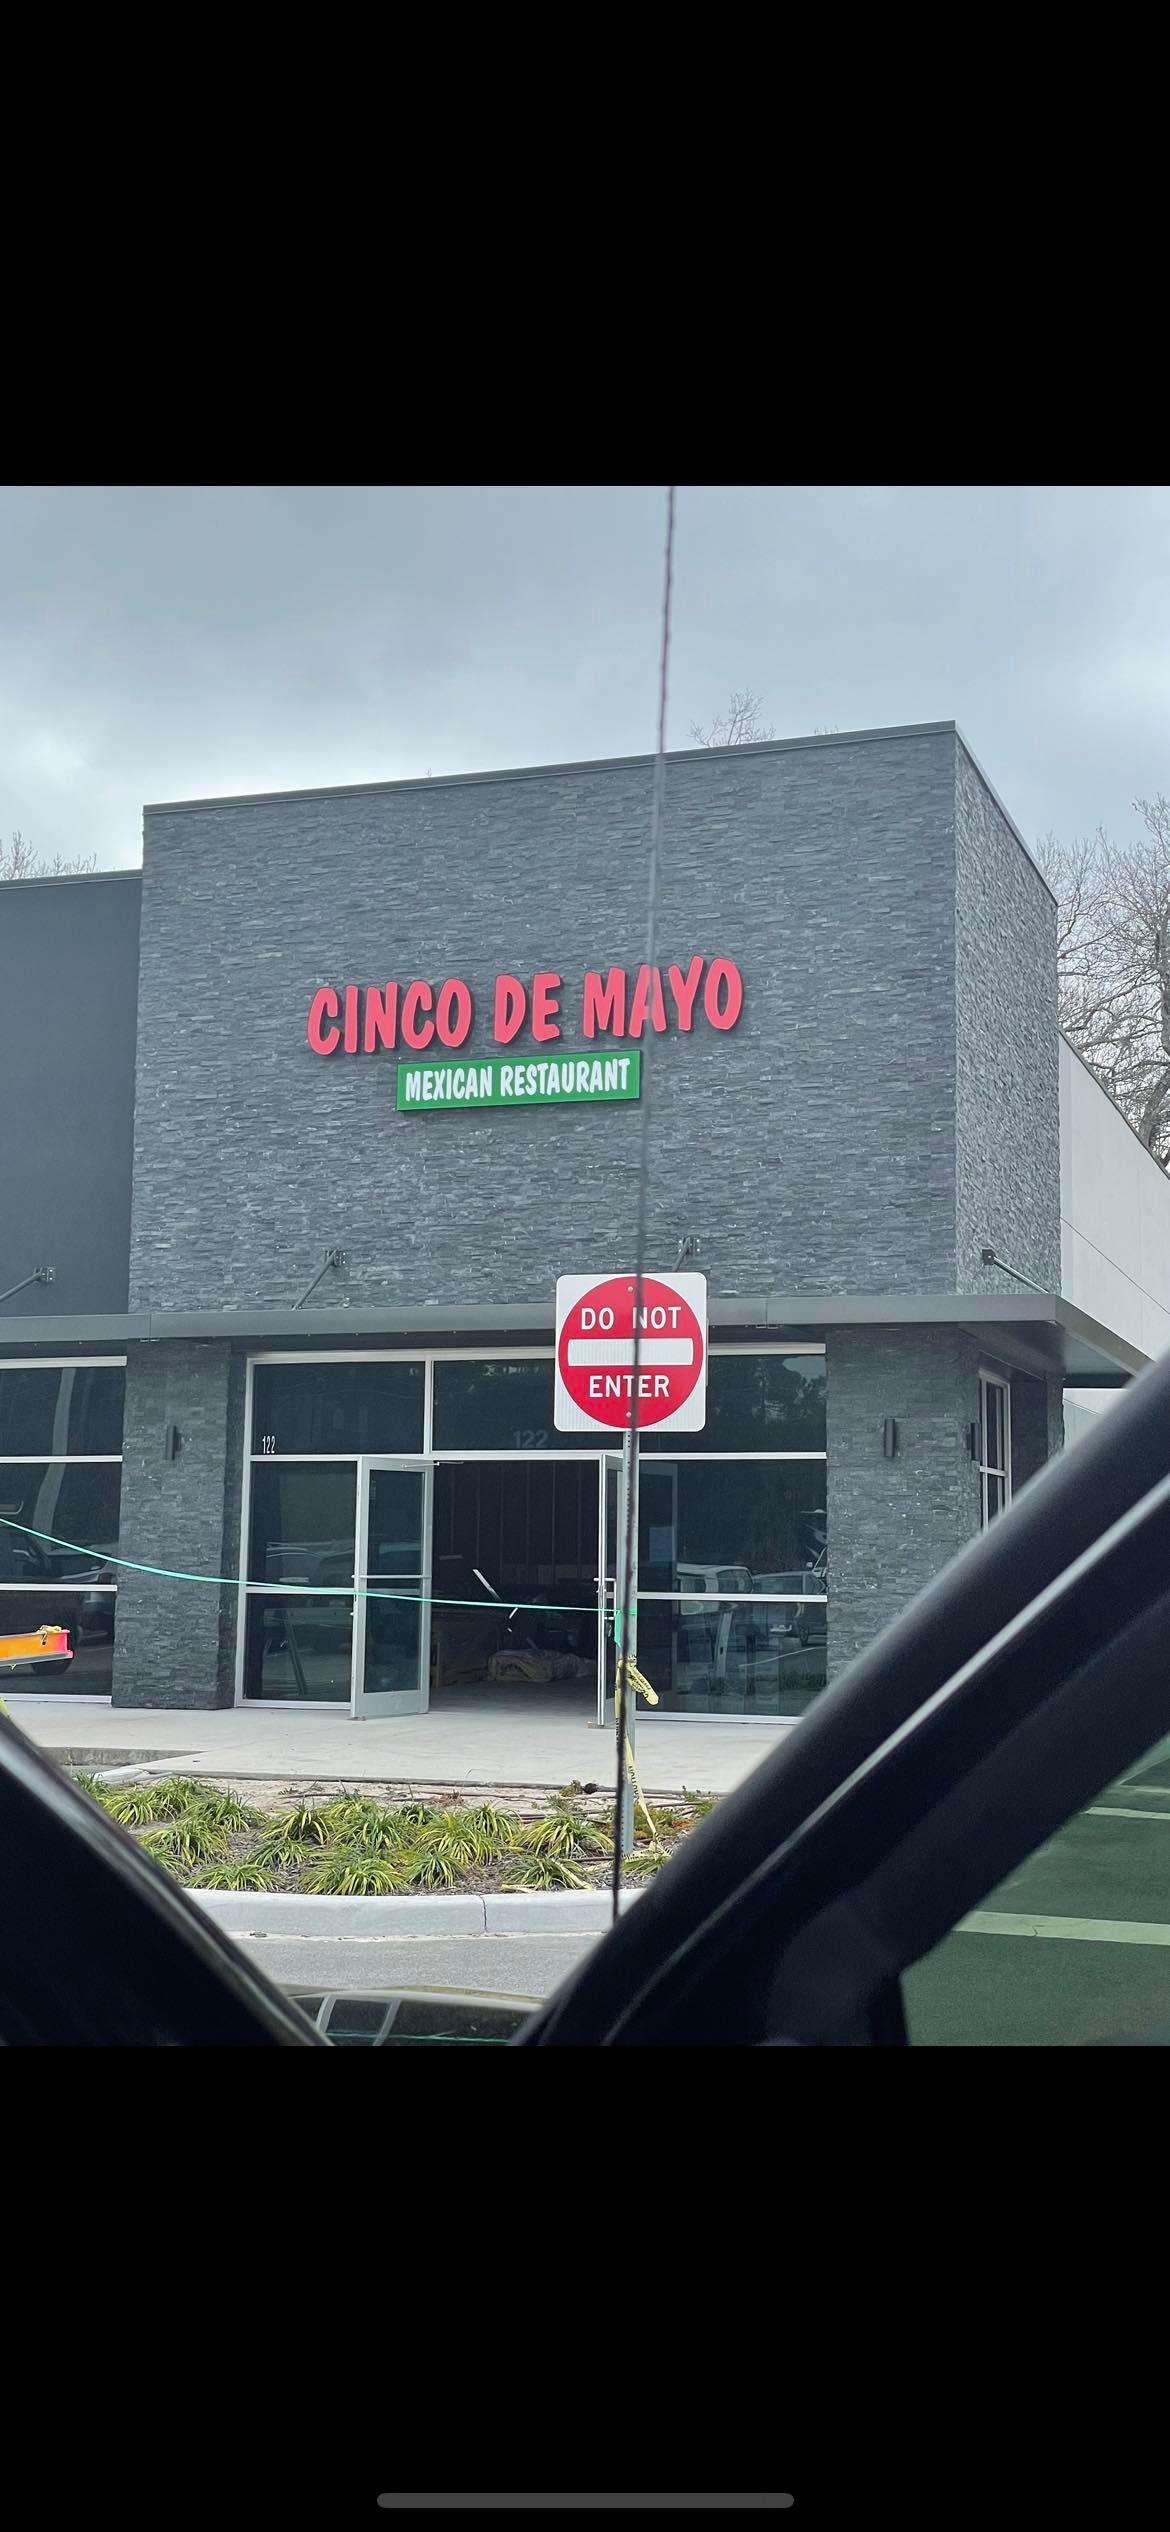 CINCO DE MAYO
MEXICAN RESTAURANT
DO NOT
ENTER
122
122